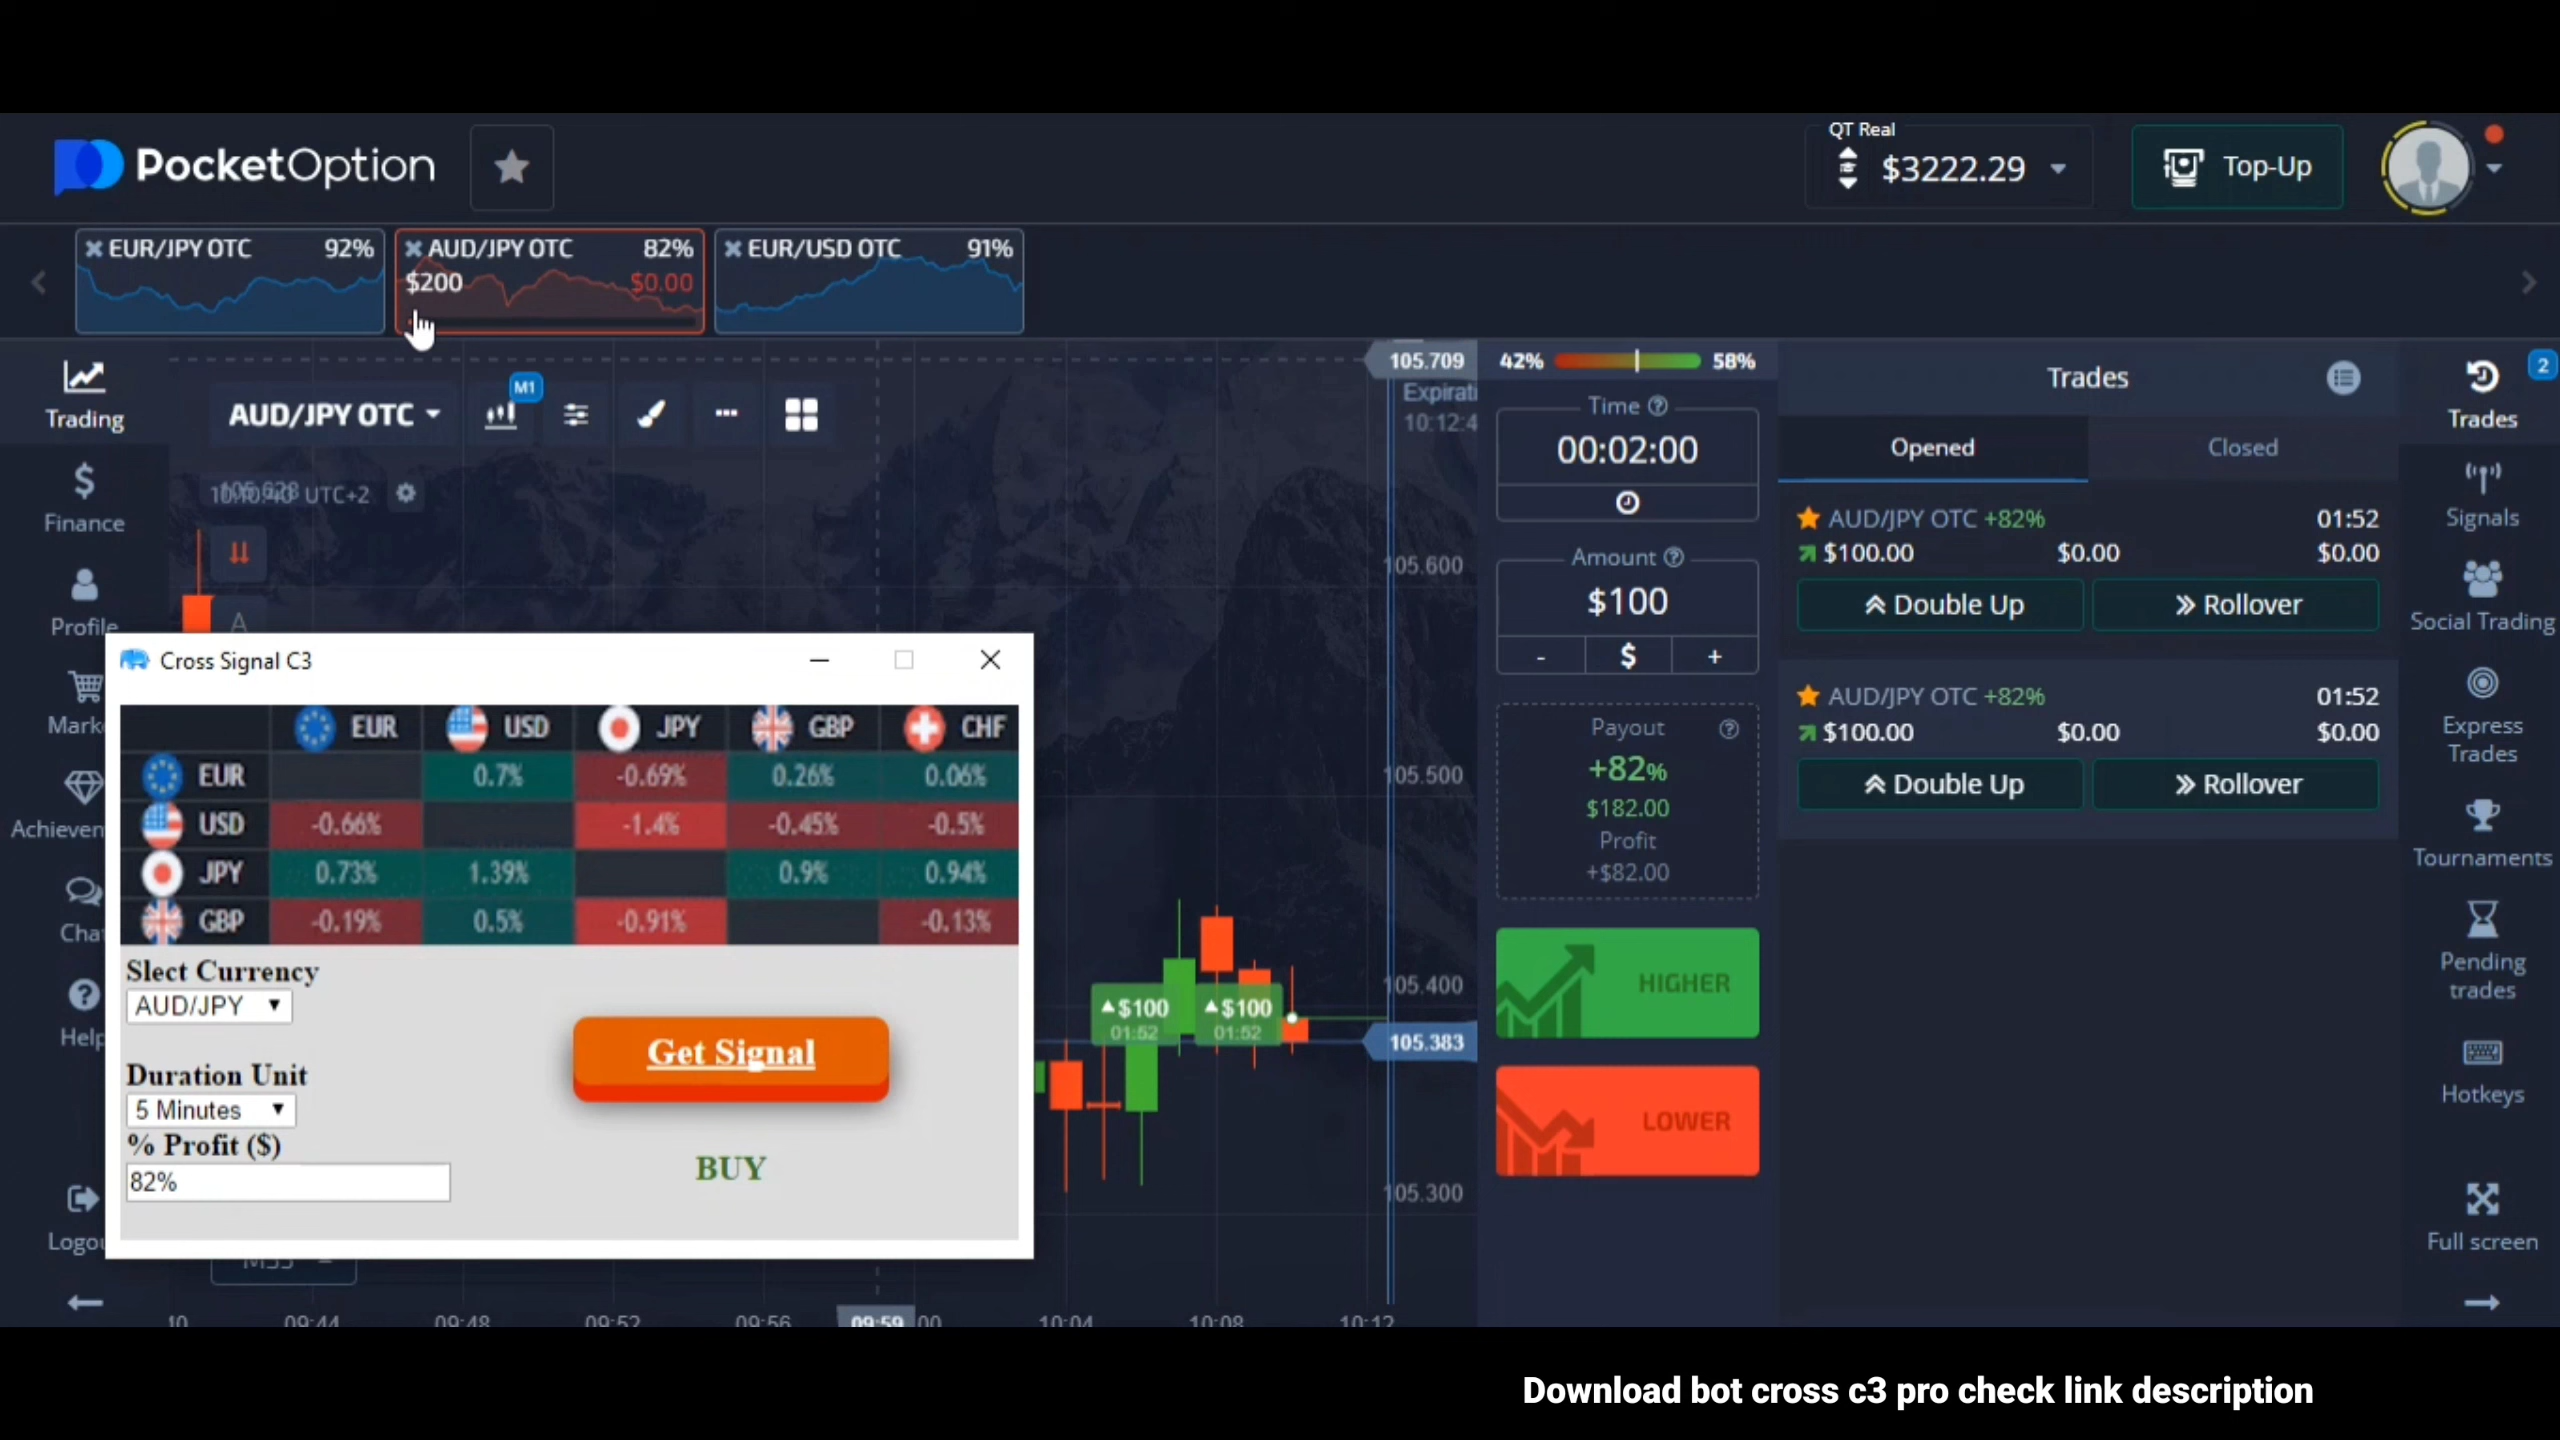 PocketOption
QT Real
$3222.29
Top-Up
EUR/JPY OTC 92%
AUD/JPY OTC 82%
$200 $0.00
EUR/USD OTC 91%
Trading
Finance
Profile
Help
AUD/JPY OTC
M1
UTC+2
A
105.709
105.600
105.500
105.400
105.383
105.300
09:44 09:48 09:52 09:56 09:59 00 10:04 10:08 10:12
▲$100
01:52
▲$100
01:52
Cross Signal C3
EUR USD JPY GBP CHF
EUR 0.7% -0.69% 0.26% 0.06%
USD -0.66% -1.4% -0.45% -0.5%
JPY 0.73% 1.39% 0.9% 0.94%
GBP -0.19% 0.5% -0.91% -0.13%
Slect Currency
AUD/JPY
Duration Unit
5 Minutes
% Profit ($)
82%
Get Signal
BUY
42% 58%
Time
00:02:00
Amount
$100
- $ +
Payout
+82%
$182.00
Profit
+$82.00
HIGHER
LOWER
Trades
Opened Closed
AUD/JPY OTC +82% 01:52
$100.00 $0.00 $0.00
Double Up Rollover
AUD/JPY OTC +82% 01:52
$100.00 $0.00 $0.00
Double Up Rollover
2
Trades
Signals
Social Trading
Express
Trades
Tournaments
Pending
trades
Hotkeys
Full screen
Download bot cross c3 pro check link description